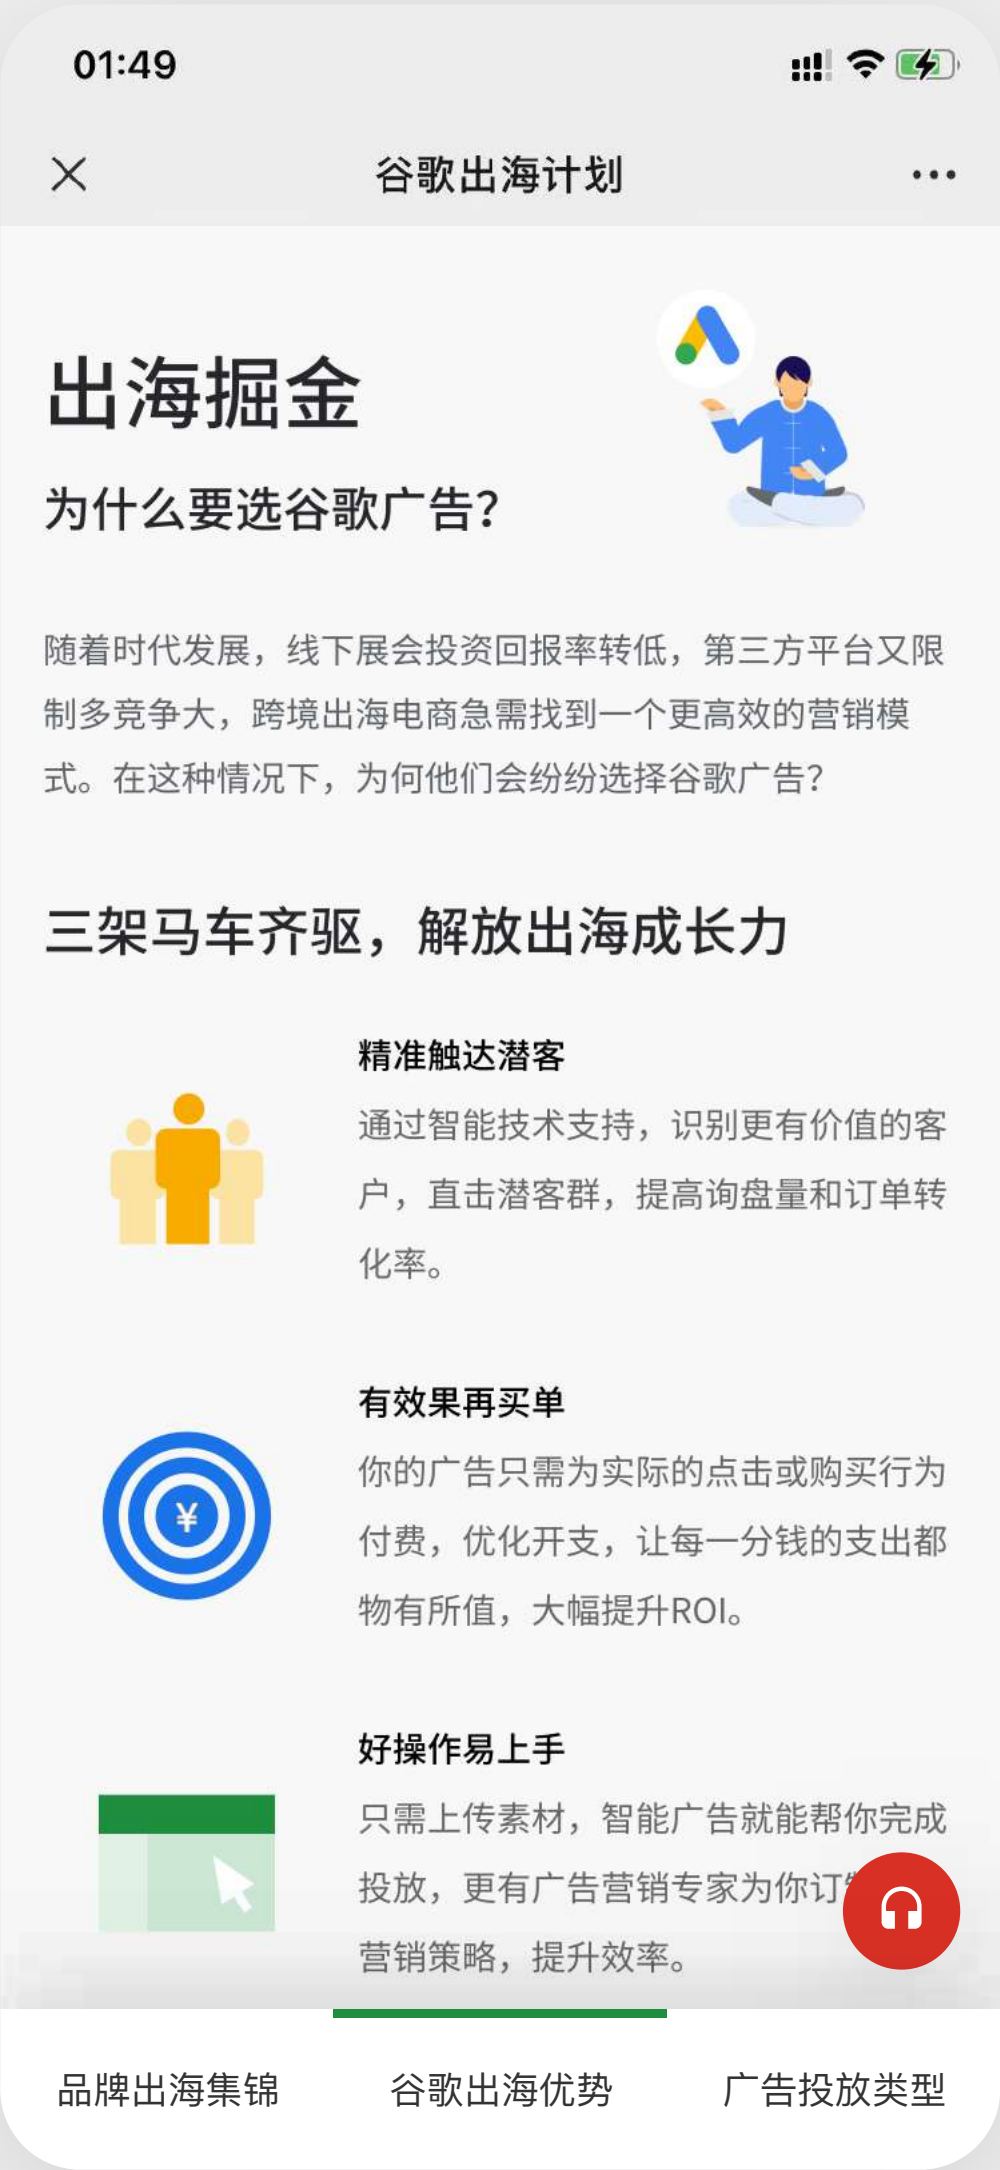 01:49
谷歌出海计划
出海掘金
为什么要选谷歌广告？
随着时代发展，线下展会投资回报率转低，第三方平台又限
制多竞争大，跨境出海电商急需找到一个更高效的营销模
式。在这种情况下，为何他们会纷纷选择谷歌广告？
三架马车齐驱，解放出海成长力
精准触达潜客
通过智能技术支持，识别更有价值的客
户，直击潜客群，提高询盘量和订单转
化率。
有效果再买单
¥
你的广告只需为实际的点击或购买行为
付费，优化开支，让每一分钱的支出都
物有所值，大幅提升ROI。
好操作易上手
只需上传素材，智能广告就能帮你完成
投放，更有广告营销专家为你订
营销策略，提升效率。
品牌出海集锦
谷歌出海优势
广告投放类型